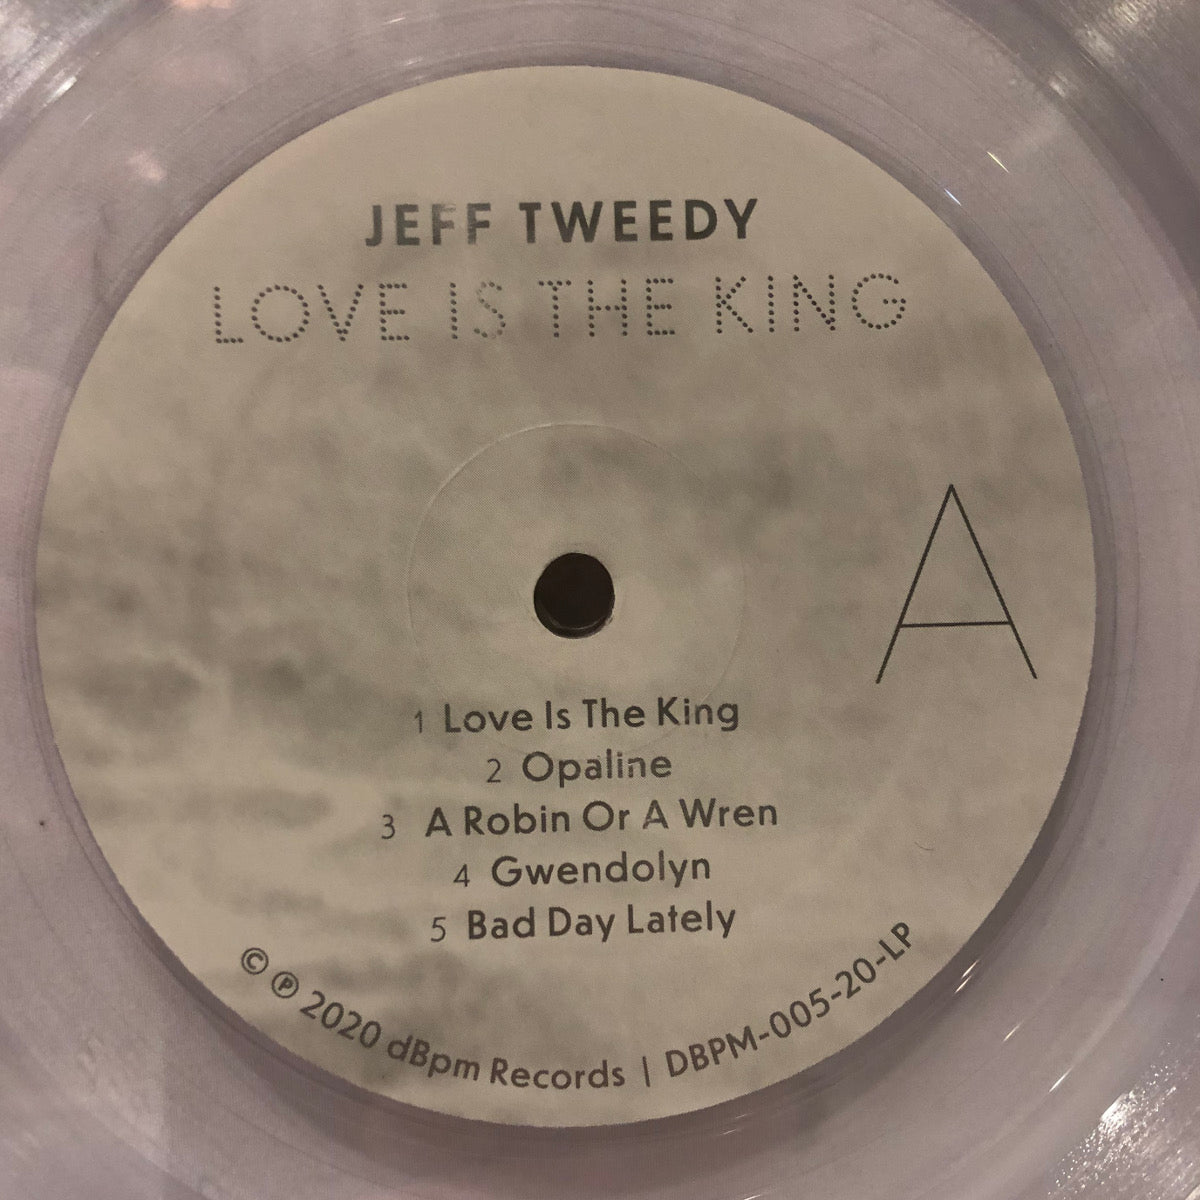 JEFF TWEEDY
LOVE IS THE KING
A
1 Love Is The King
2 Opaline
3 A Robin Or A Wren
4 Gwendolyn
5 Bad Day Lately
© ℗ 2020 dBpm Records | DBPM-005-20-LP